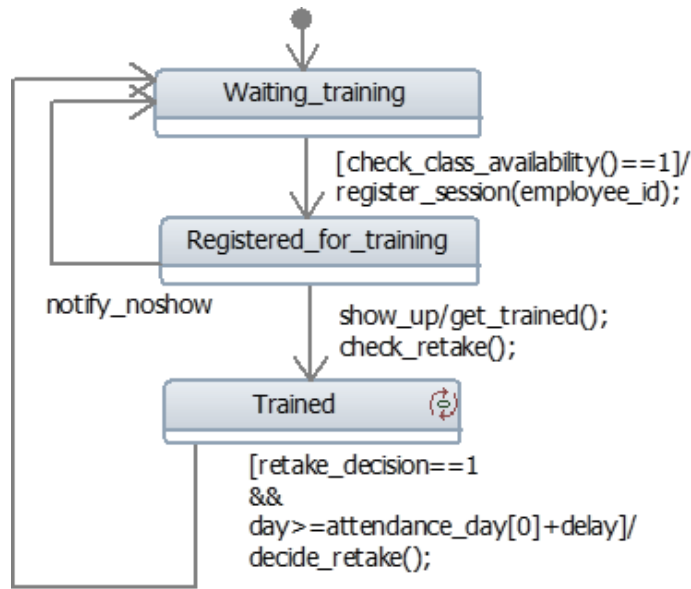 Waiting_training
[check_class_availability()==1]/
register_session(employee_id);
Registered_for_training
notify_noshow
show_up/get_trained();
check_retake();
Trained
[retake_decision==1
&&
day>=attendance_day[0]+delay]/
decide_retake();